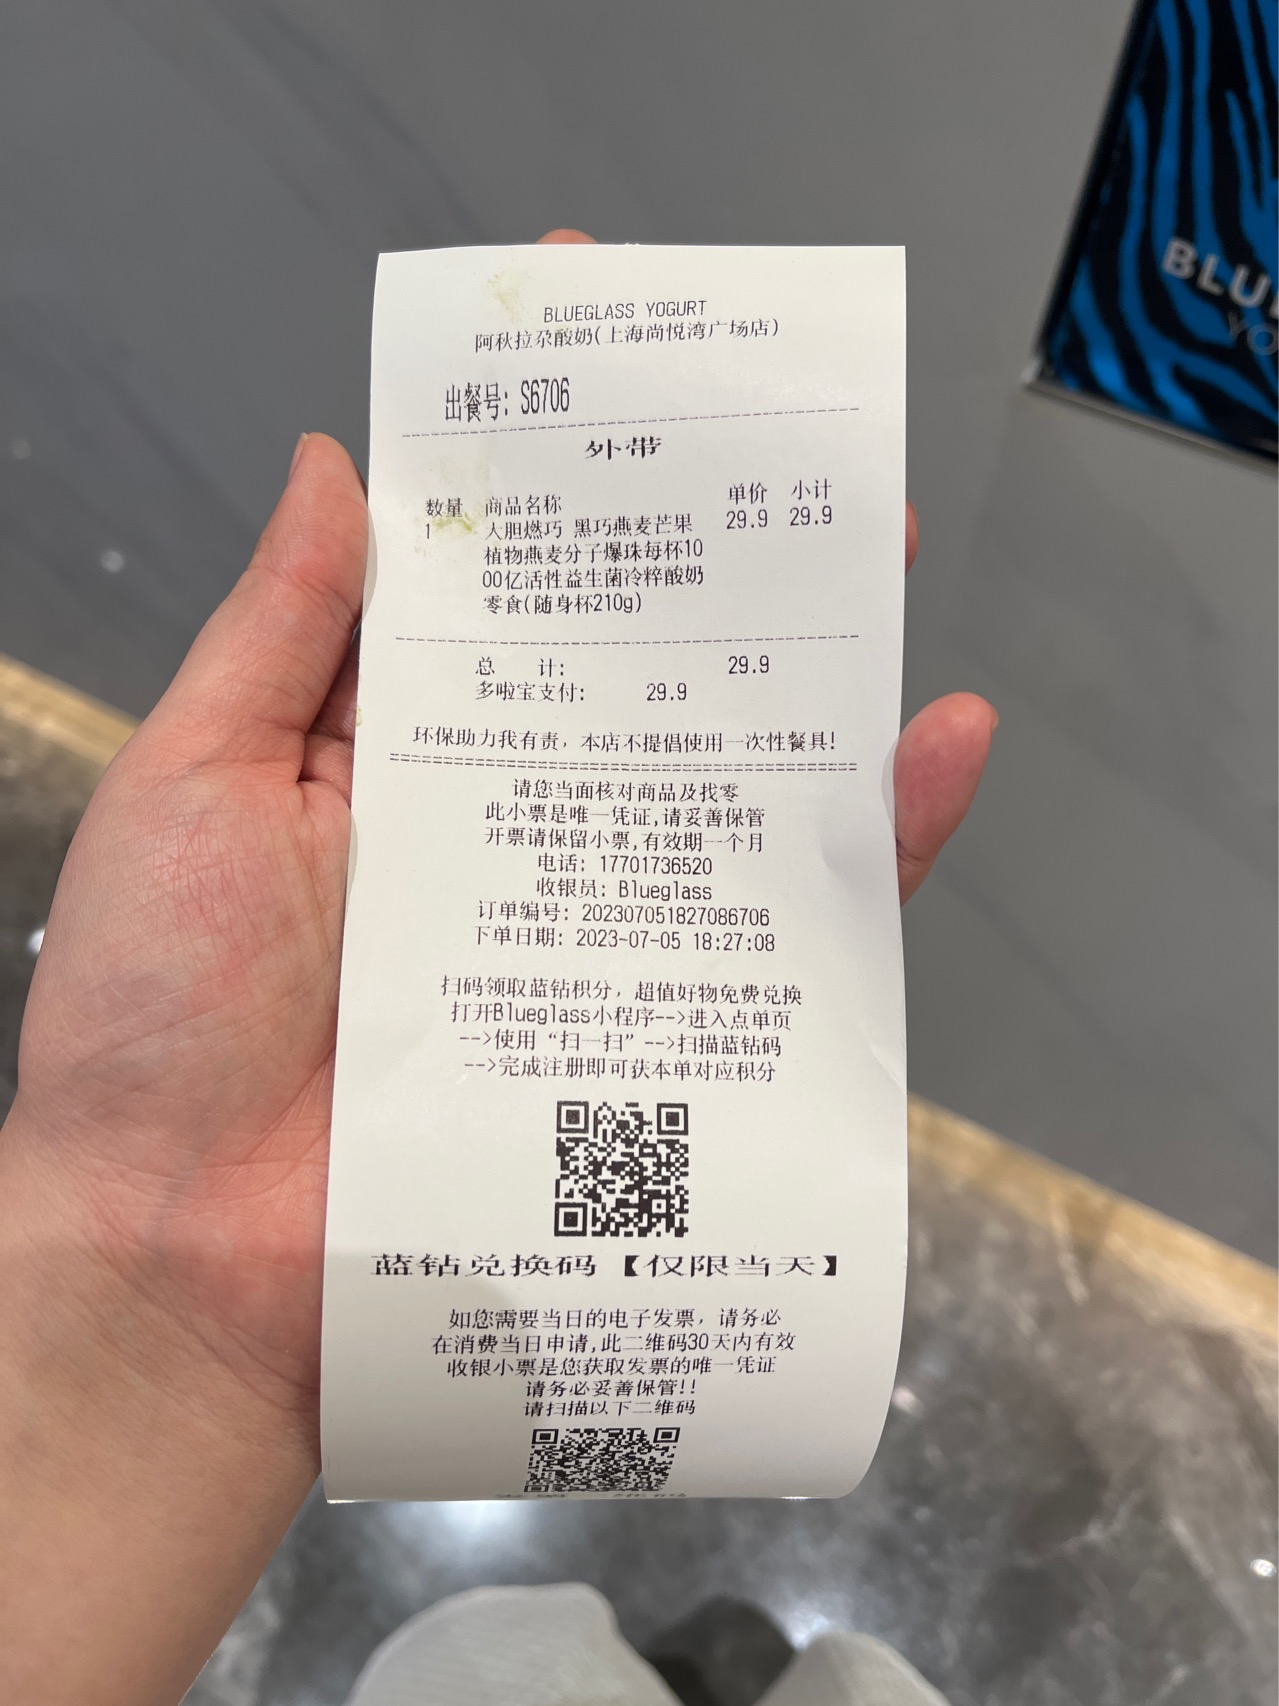 BLUE
YO
BLUEGLASS YOGURT
阿秋拉尕酸奶(上海尚悦湾广场店)
出餐号: S6706
外带
数量 商品名称 单价 小计
1 大胆燃巧 黑巧燕麦芒果 29.9 29.9
植物燕麦分子爆珠每杯10
00亿活性益生菌冷粹酸奶
零食(随身杯210g)
总 计: 29.9
多啦宝支付: 29.9
环保助力我有责，本店不提倡使用一次性餐具!
请您当面核对商品及找零
此小票是唯一凭证,请妥善保管
开票请保留小票,有效期一个月
电话: 17701736520
收银员: Blueglass
订单编号: 202307051827086706
下单日期: 2023-07-05 18:27:08
扫码领取蓝钻积分，超值好物免费兑换
打开Blueglass小程序-->进入点单页
-->使用“扫一扫”-->扫描蓝钻码
-->完成注册即可获本单对应积分
蓝钻兑换码【仅限当天】
如您需要当日的电子发票，请务必
在消费当日申请,此二维码30天内有效
收银小票是您获取发票的唯一凭证
请务必妥善保管!!
请扫描以下二维码